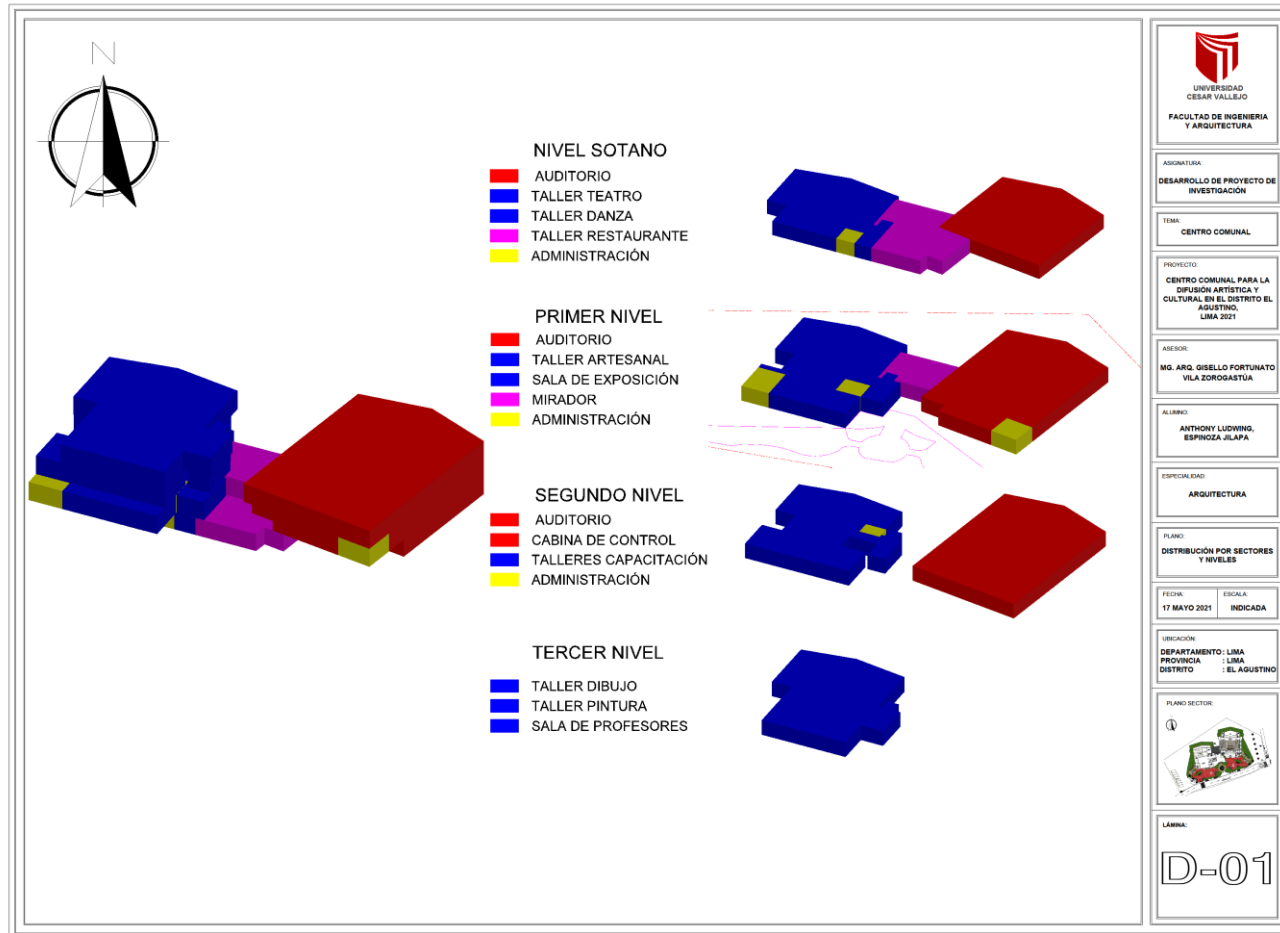 N
NIVEL SOTANO
AUDITORIO
TALLER TEATRO
TALLER DANZA
TALLER RESTAURANTE
ADMINISTRACIÓN
PRIMER NIVEL
AUDITORIO
TALLER ARTESANAL
SALA DE EXPOSICIÓN
MIRADOR
ADMINISTRACIÓN
SEGUNDO NIVEL
AUDITORIO
CABINA DE CONTROL
TALLERES CAPACITACIÓN
ADMINISTRACIÓN
TERCER NIVEL
TALLER DIBUJO
TALLER PINTURA
SALA DE PROFESORES
UNIVERSIDAD
CESAR VALLEJO
FACULTAD DE INGENIERIA
Y ARQUITECTURA
ASIGNATURA:
DESARROLLO DE PROYECTO DE
INVESTIGACIÓN
TEMA:
CENTRO COMUNAL
PROYECTO:
CENTRO COMUNAL PARA LA
DIFUSIÓN ARTÍSTICA Y
CULTURAL EN EL DISTRITO EL
AGUSTINO,
LIMA 2021
ASESOR:
MG. ARQ. GISELLO FORTUNATO
VILA ZOROGASTÚA
ALUMNO:
ANTHONY LUDWING,
ESPINOZA JILAPA
ESPECIALIDAD:
ARQUITECTURA
PLANO:
DISTRIBUCIÓN POR SECTORES
Y NIVELES
FECHA:
17 MAYO 2021
ESCALA:
INDICADA
UBICACIÓN:
DEPARTAMENTO : LIMA
PROVINCIA : LIMA
DISTRITO : EL AGUSTINO
PLANO SECTOR:
LÁMINA:
D-01